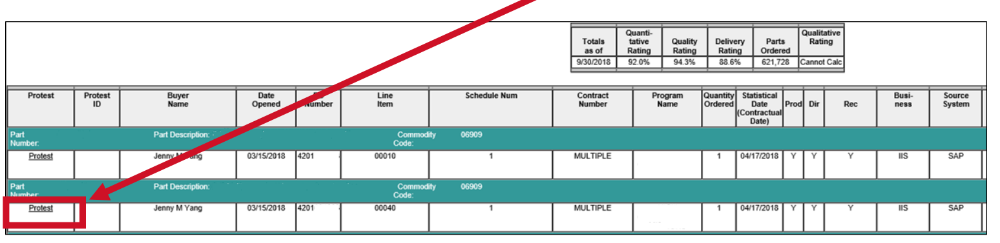 Totals as of Quanti- tative Rating Quality Rating Delivery Rating Parts Ordered Qualitative Rating
9/30/2018 92.0% 94.3% 88.6% 621,728 Cannot Calc
Protest Protest ID Buyer Name Date Opened Number Line Item Schedule Num Contract Number Program Name Quantity Ordered Statistical Date (Contractual Date) Prod Dir Rec Busi- ness Source System
Part Number: Part Description: Commodity Code: 06909
Protest Jenny M 03/15/2018 4201 00010 1 MULTIPLE 1 04/17/2018 Y Y Y IIS SAP
Part Number: Part Description: Commodity Code: 06909
Protest Jenny M Yang 03/15/2018 4201 00040 1 MULTIPLE 1 04/17/2018 Y Y Y IIS SAP